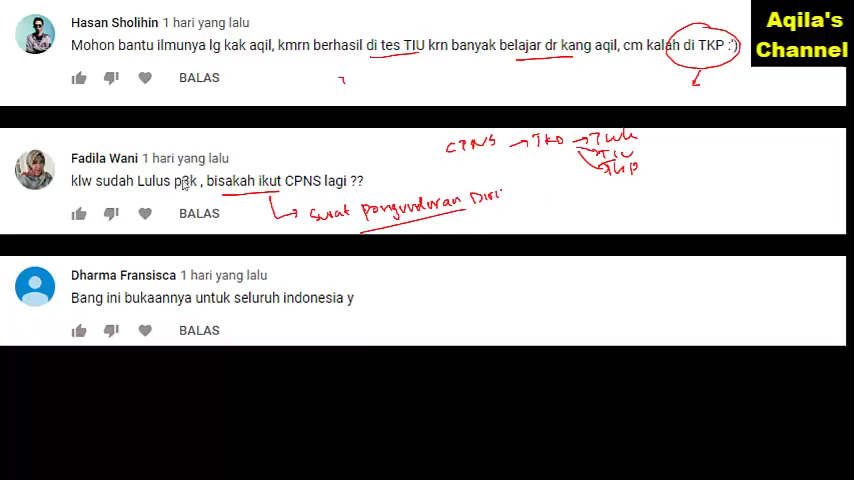 Aqila's
Channel
Hasan Sholihin 1 hari yang lalu
Mohon bantu ilmunya lg kak aqil, kmrn berhasil di tes TIU krn banyak belajar dr kang aqil, cm kalah di TKP :')
BALAS
CPNS → TKD → TWK
TIU
TKP
Fadila Wani 1 hari yang lalu
klw sudah Lulus p3k , bisakah ikut CPNS lagi ??
BALAS
Surat pengunduran Diri
Dharma Fransisca 1 hari yang lalu
Bang ini bukaannya untuk seluruh indonesia y
BALAS